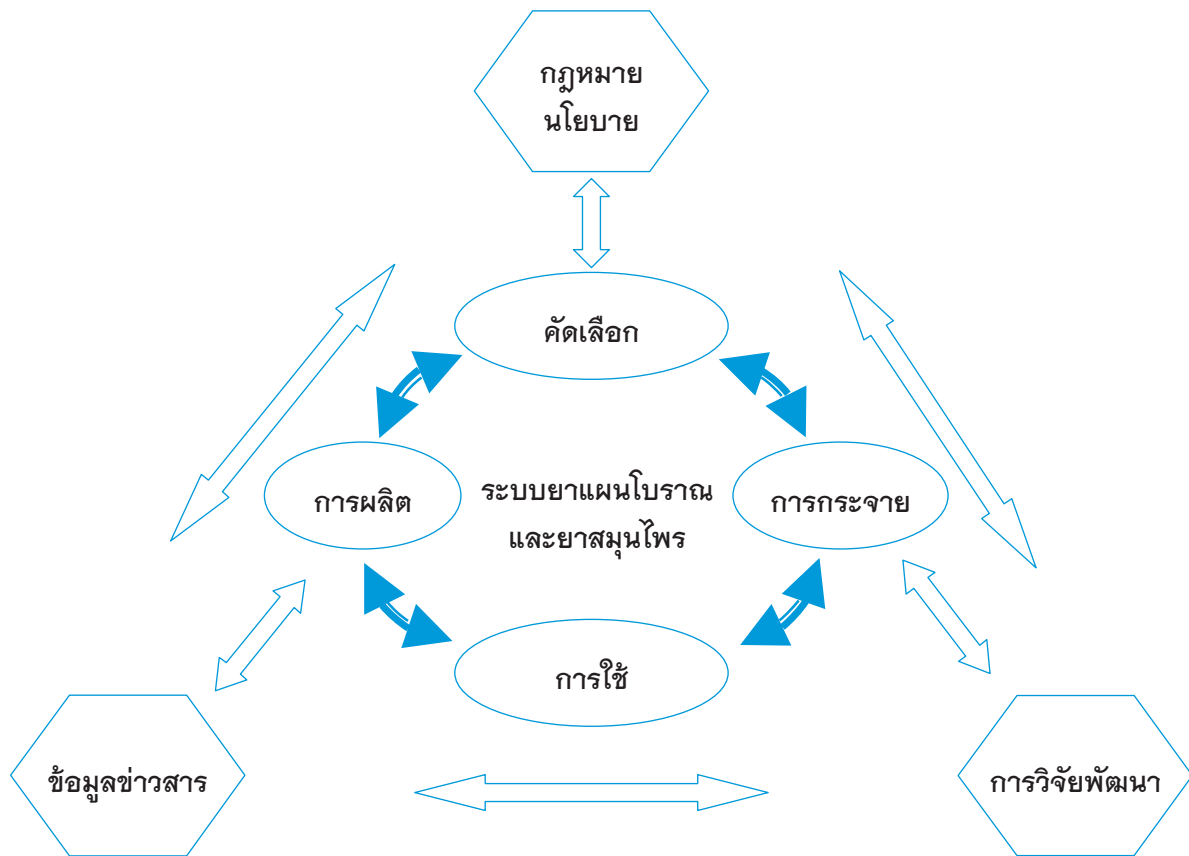 กฎหมาย
นโยบาย
คัดเลือก
การผลิต
ระบบยาแผนโบราณ
และยาสมุนไพร
การกระจาย
การใช้
ข้อมูลข่าวสาร
การวิจัยพัฒนา